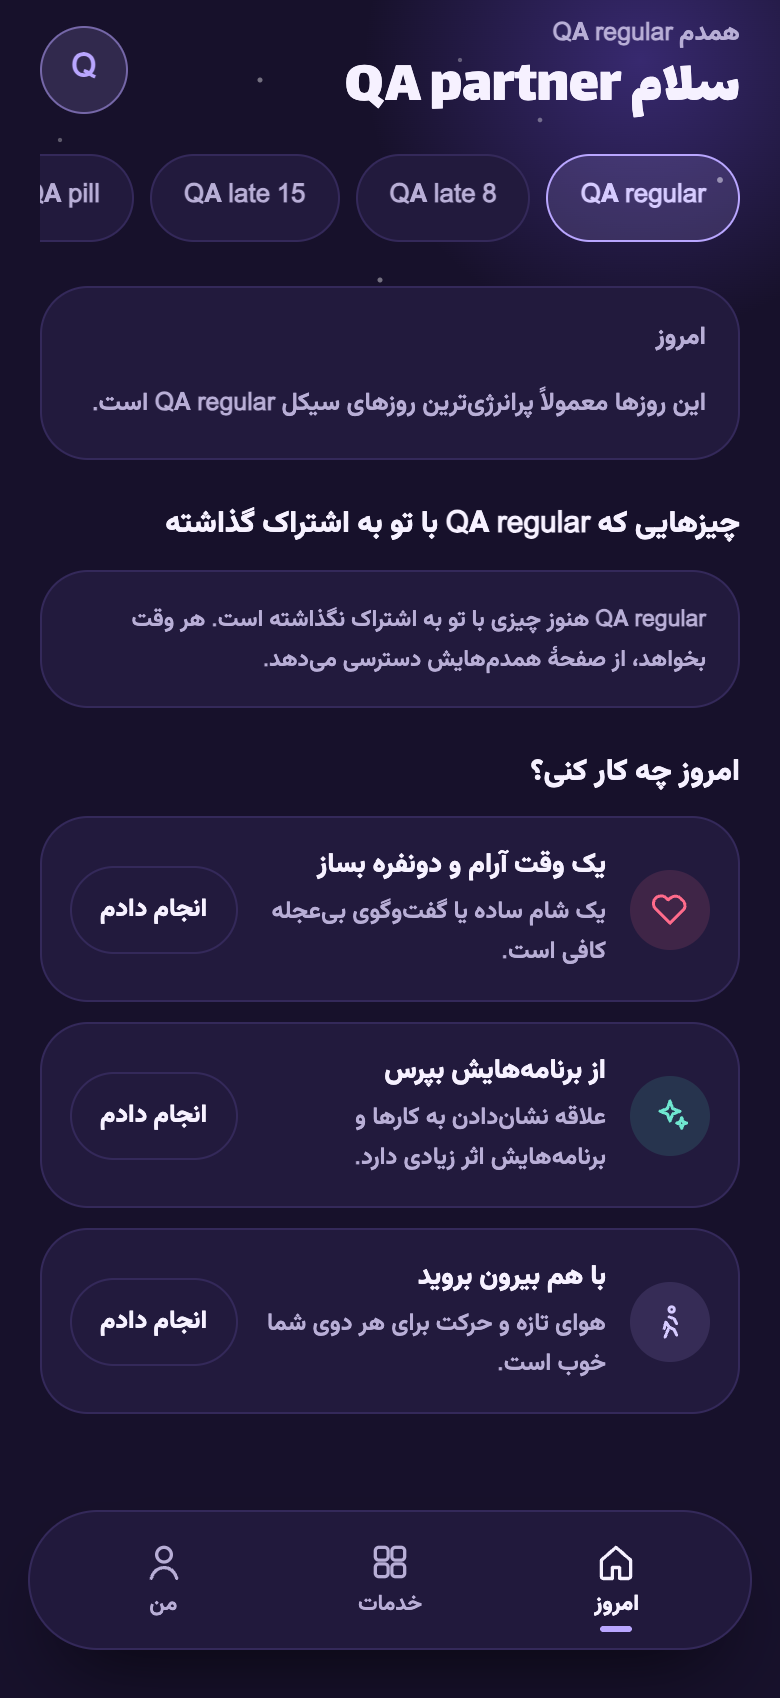 همدم QA regular
سلام QA partner
Q
QA regular
QA late 8
QA late 15
QA pill
امروز
این روزها معمولاً پرانرژی‌ترین روزهای سیکل QA regular است.
چیزهایی که QA regular با تو به اشتراک گذاشته
QA regular هنوز چیزی با تو به اشتراک نگذاشته است. هر وقت
بخواهد، از صفحهٔ همدم‌هایش دسترسی می‌دهد.
امروز چه کار کنی؟
یک وقت آرام و دونفره بساز
یک شام ساده یا گفت‌وگوی بی‌عجله
کافی است.
انجام دادم
از برنامه‌هایش بپرس
علاقه نشان‌دادن به کارها و
برنامه‌هایش اثر زیادی دارد.
انجام دادم
با هم بیرون بروید
هوای تازه و حرکت برای هر دوی شما
خوب است.
انجام دادم
امروز
خدمات
من